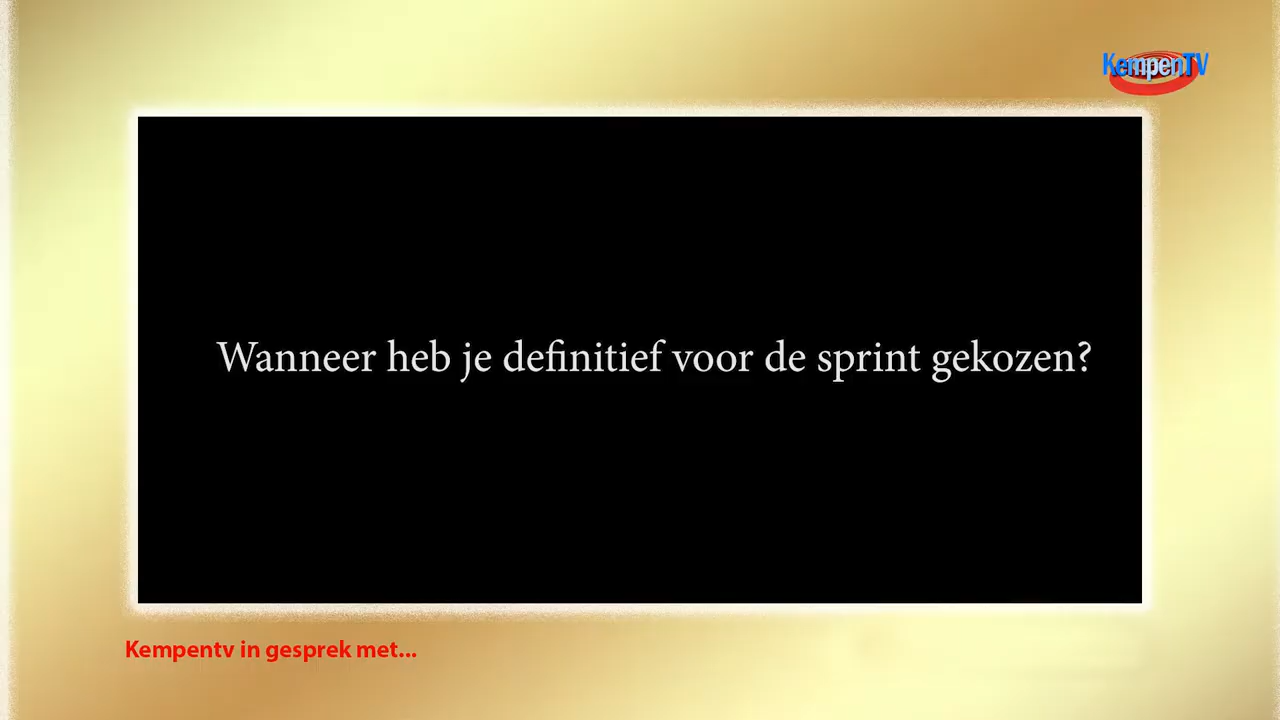 KempenTV
Wanneer heb je definitief voor de sprint gekozen?
Kempentv in gesprek met...